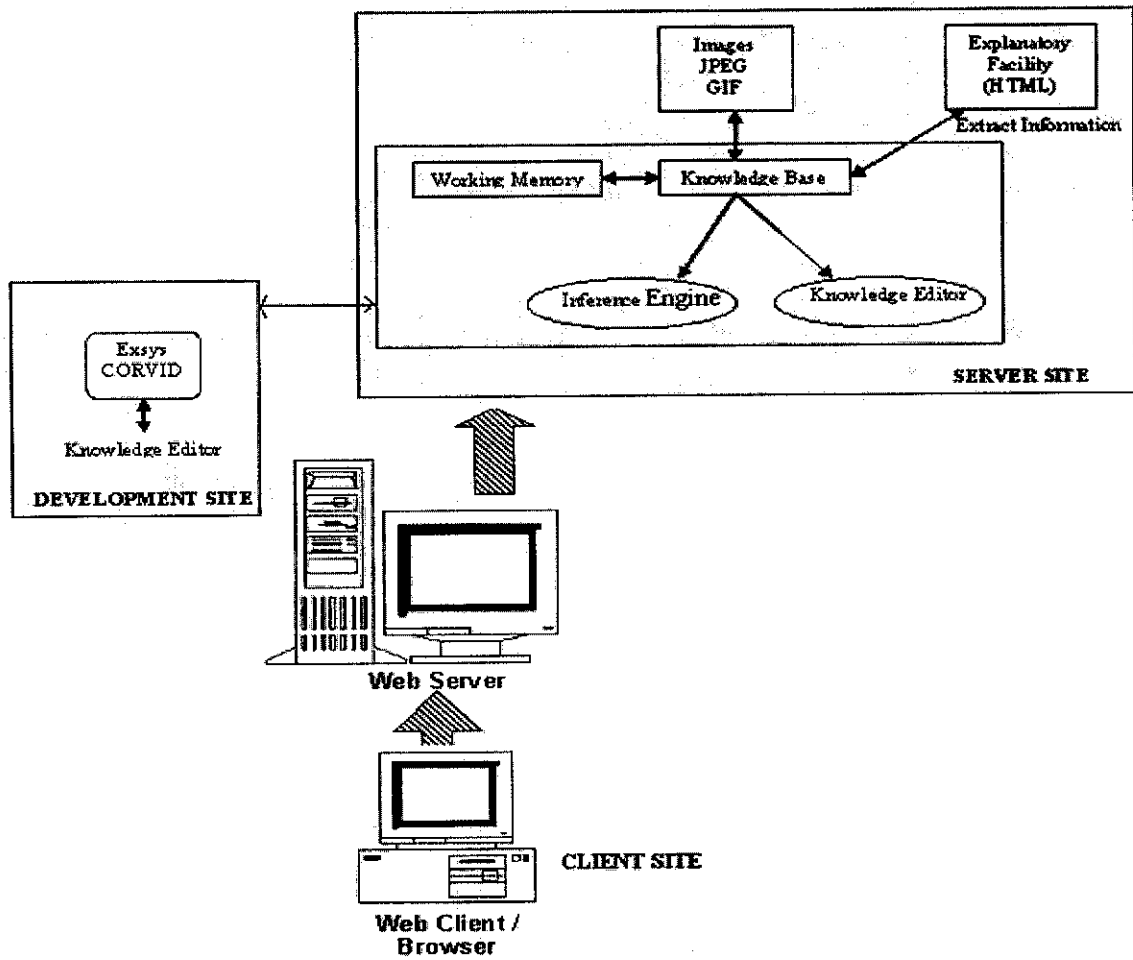 Images
JPEG
GIF
Explanatory
Facility
(HTML)
Extract Information
Working Memory
Knowledge Base
Inference Engine
Knowledge Editor
SERVER SITE
Exsys
CORVID
Knowledge Editor
DEVELOPMENT SITE
Web Server
CLIENT SITE
Web Client /
Browser